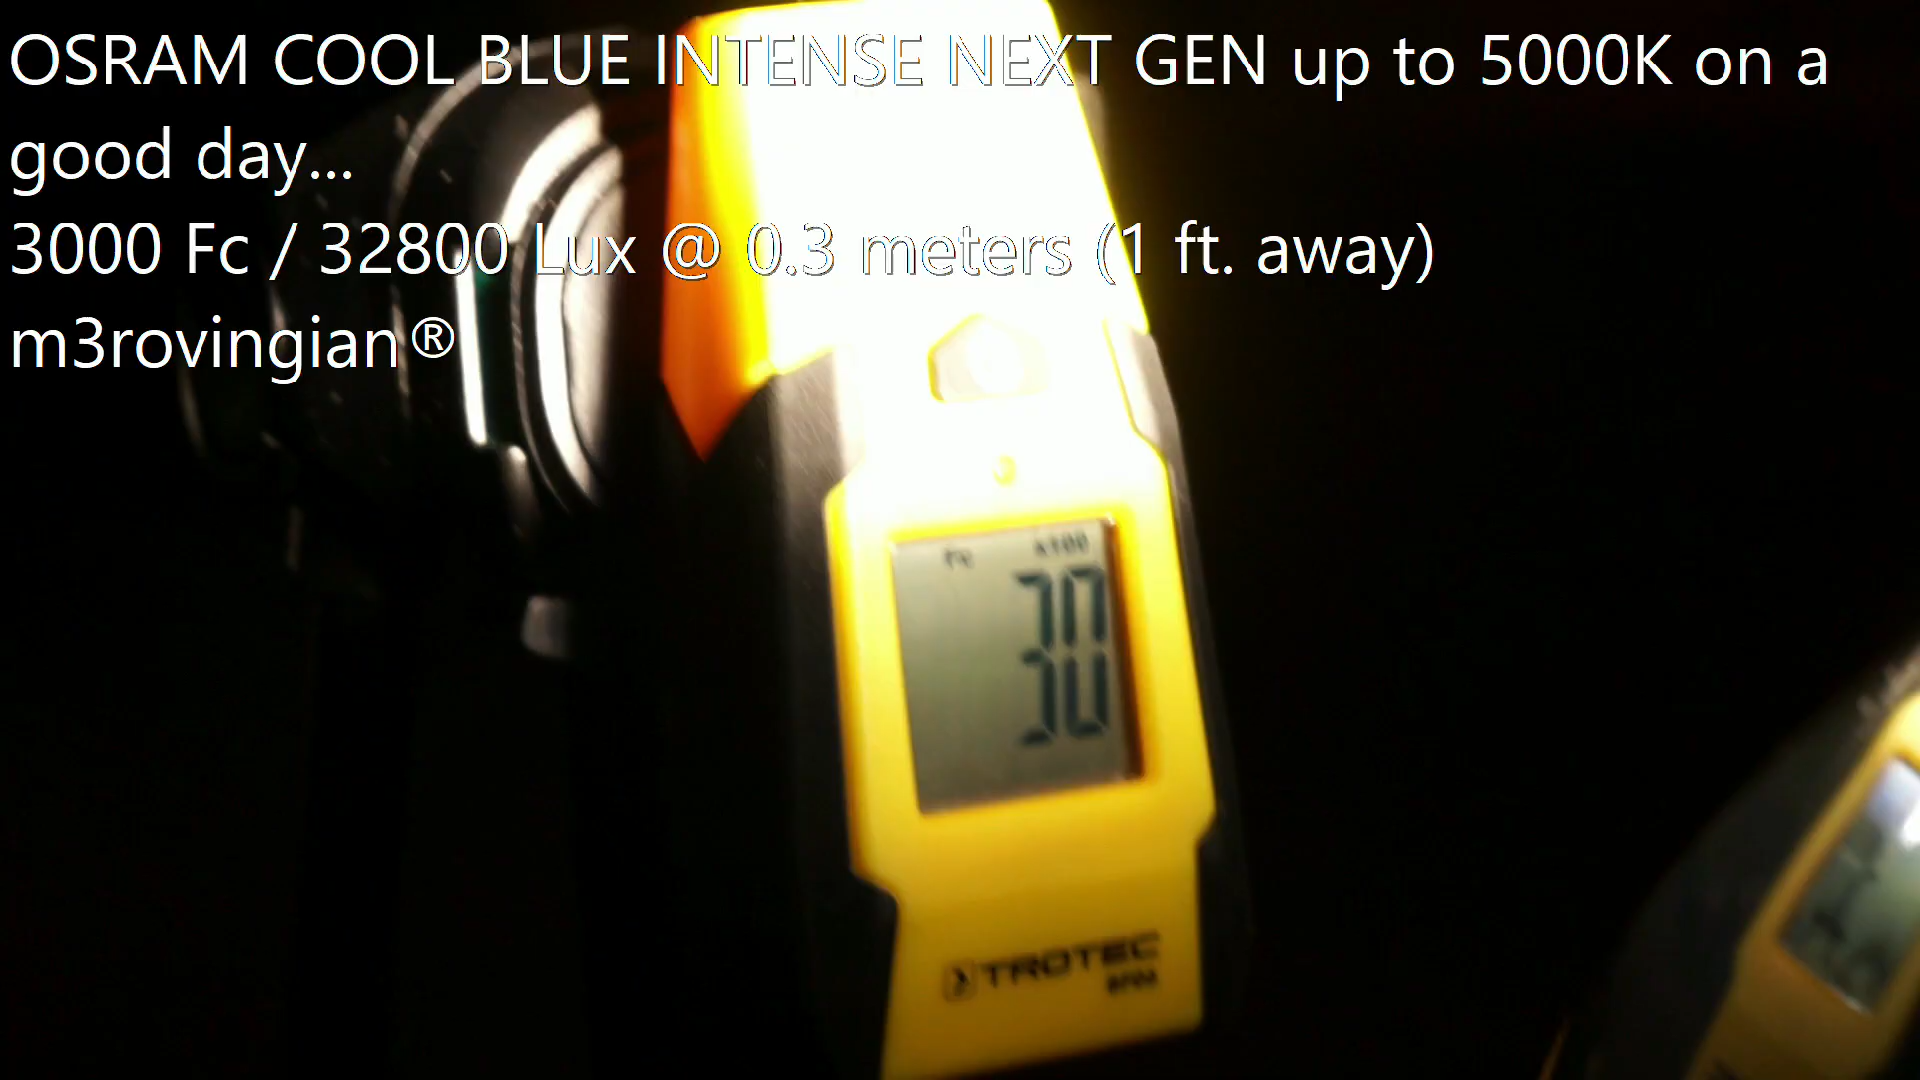 OSRAM COOL BLUE INTENSE NEXT GEN up to 5000K on a
good day...
3000 Fc / 32800 Lux @ 0.3 meters (1 ft. away)
m3rovingian®
Fc x100
30
TROTEC